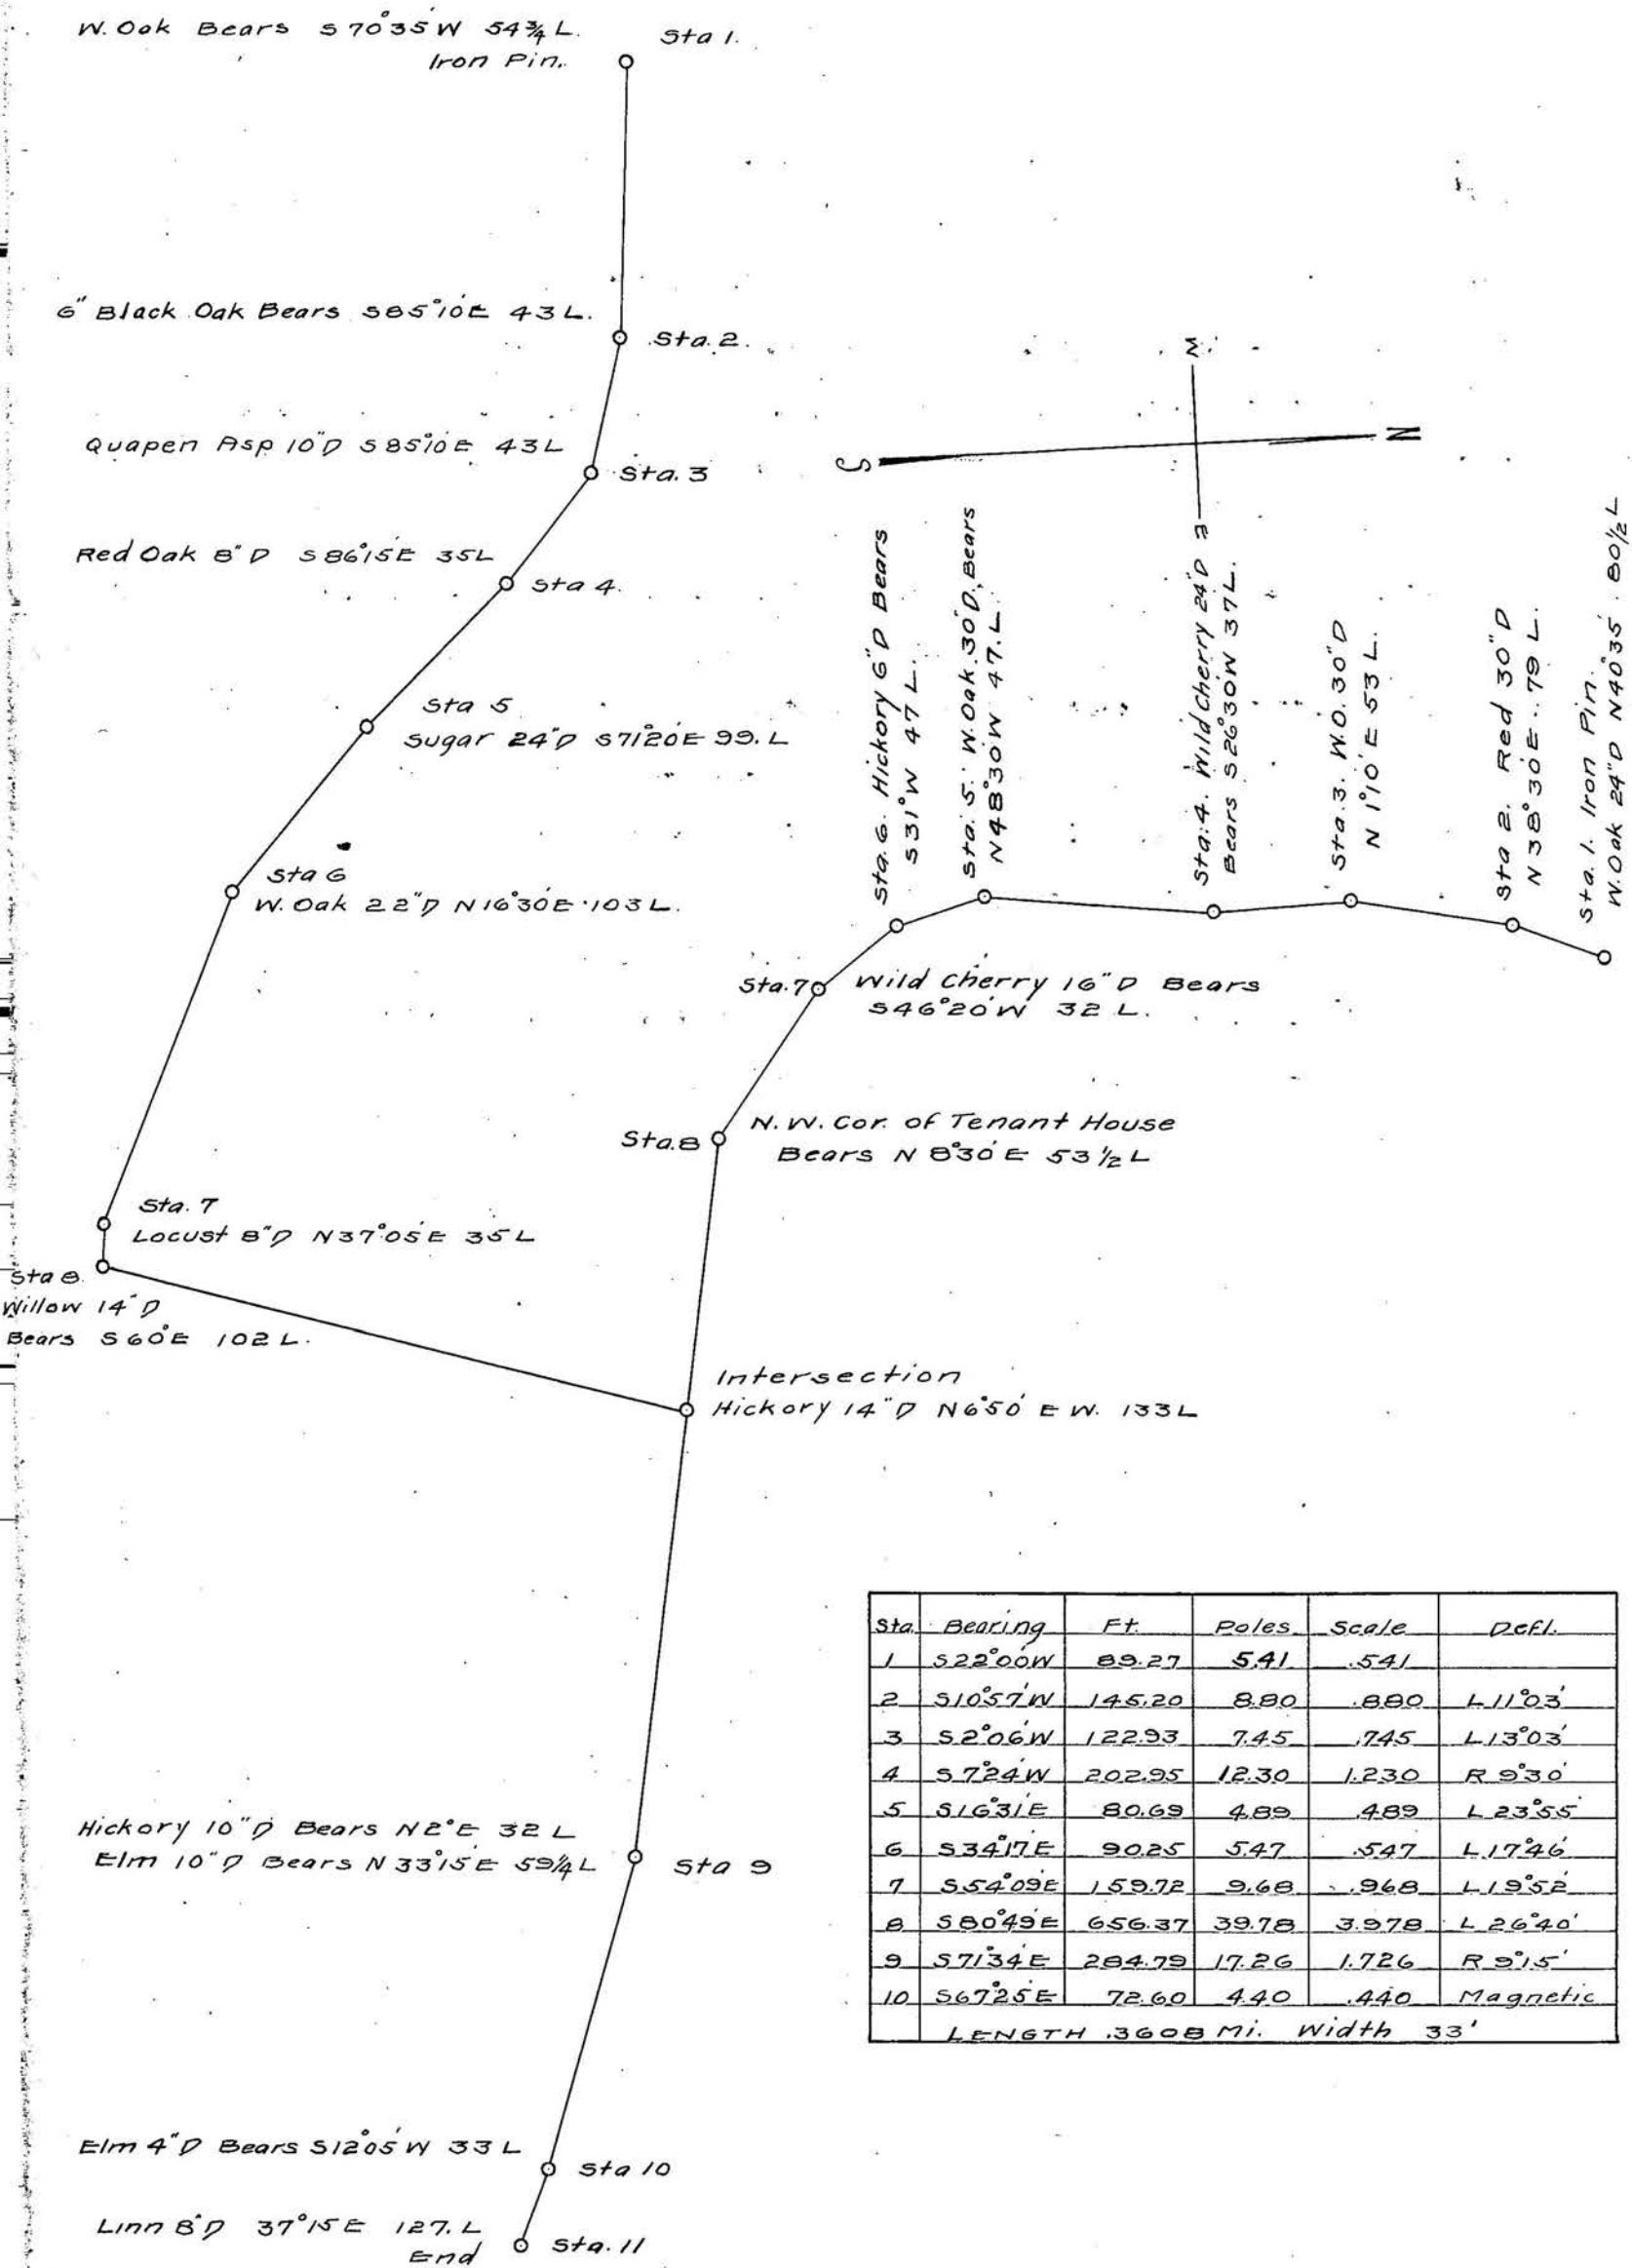 W. Oak Bears S 70°35'W 54¾ L.
Iron Pin.
Sta 1.
6" Black Oak Bears S85°10'E 43 L.
Sta. 2.
Quapen Asp 10"D S85°10'E 43 L
Sta. 3
Red Oak 8"D S86°15'E 35L
Sta 4.
Sta 5
Sugar 24"D S71°20'E 99. L
Sta 6
W. Oak 22"D N16°30'E 103 L.
Sta. 7
Locust 8"D N37°05'E 35 L
Sta 8.
Willow 14"D
Bears S60°E 102 L.
S
N
Sta. 6. Hickory 6"D Bears
S31°W 47 L.
Sta. 5. W. Oak 30"D, Bears
N48°30'W 47. L.
Sta. 4. Wild Cherry 24"D
Bears S26°30'W 37 L.
Sta. 3. W.O. 30"D
N 1°10' E 53 L.
Sta 2. Red 30"D
N 38°30'E. 79 L.
Sta. 1. Iron Pin.
W. Oak 24"D N40°35' 80½ L
Sta. 7
Wild Cherry 16"D Bears
S46°20'W 32 L.
Sta. 8
N. W. Cor. of Tenant House
Bears N 8°30'E 53½ L
Intersection
Hickory 14"D N6°50' E W. 133 L
Hickory 10"D Bears N2°E 32 L
Elm 10"D Bears N 33°15'E 59¼ L
Sta 9
Elm 4"D Bears S12°05'W 33 L
Sta 10
Linn 8"D 37°15'E 127. L
End
Sta. 11
Sta. Bearing Ft. Poles Scale Defl.
1 S22°00'W 89.27 5.41 .541
2 S10°57'W 145.20 8.80 .880 L 11°03'
3 S2°06'W 122.93 7.45 .745 L 13°03'
4 S7°24'W 202.95 12.30 1.230 R 9°30'
5 S16°31'E 80.69 4.89 .489 L 23°55'
6 S34°17'E 90.25 5.47 .547 L 17°46'
7 S54°09'E 159.72 9.68 .968 L 19°52'
8 S80°49'E 656.37 39.78 3.978 L 26°40'
9 S71°34'E 284.79 17.26 1.726 R 9°15'
10 S67°25'E 72.60 4.40 .440 Magnetic
LENGTH .3608 Mi. Width 33'